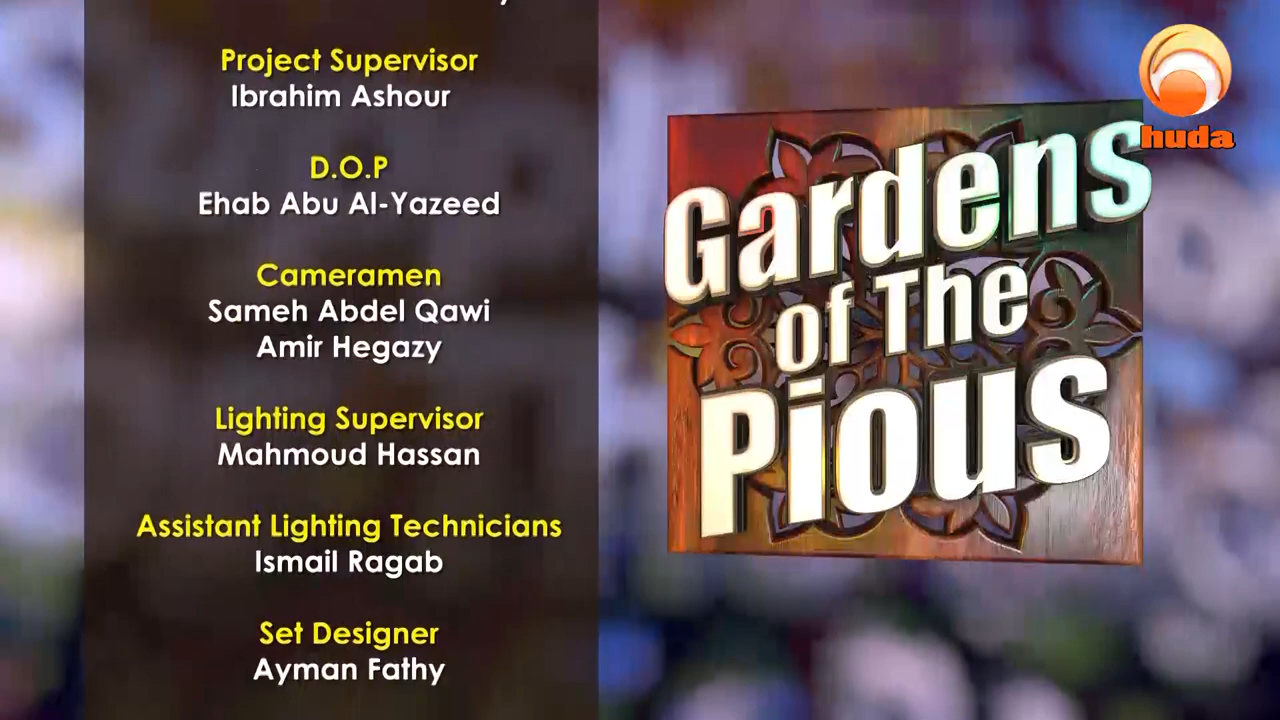 Project Supervisor
Ibrahim Ashour
D.O.P
Ehab Abu Al-Yazeed
Cameramen
Sameh Abdel Qawi
Amir Hegazy
Lighting Supervisor
Mahmoud Hassan
Assistant Lighting Technicians
Ismail Ragab
Set Designer
Ayman Fathy
Gardens
of The
Pious
huda